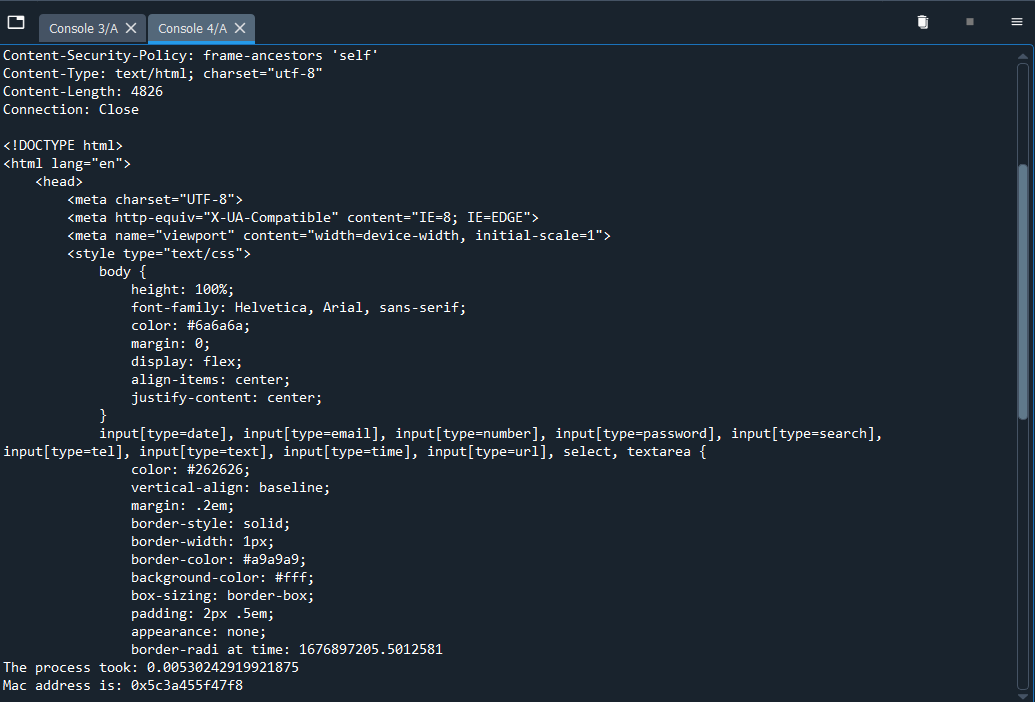 Console 3/A
Console 4/A
Content-Security-Policy: frame-ancestors 'self'
Content-Type: text/html; charset="utf-8"
Content-Length: 4826
Connection: Close
<!DOCTYPE html>
<html lang="en">
<head>
<meta charset="UTF-8">
<meta http-equiv="X-UA-Compatible" content="IE=8; IE=EDGE">
<meta name="viewport" content="width=device-width, initial-scale=1">
<style type="text/css">
body {
height: 100%;
font-family: Helvetica, Arial, sans-serif;
color: #6a6a6a;
margin: 0;
display: flex;
align-items: center;
justify-content: center;
}
input[type=date], input[type=email], input[type=number], input[type=password], input[type=search],
input[type=tel], input[type=text], input[type=time], input[type=url], select, textarea {
color: #262626;
vertical-align: baseline;
margin: .2em;
border-style: solid;
border-width: 1px;
border-color: #a9a9a9;
background-color: #fff;
box-sizing: border-box;
padding: 2px .5em;
appearance: none;
border-radi at time: 1676897205.5012581
The process took: 0.00530242919921875
Mac address is: 0x5c3a455f47f8